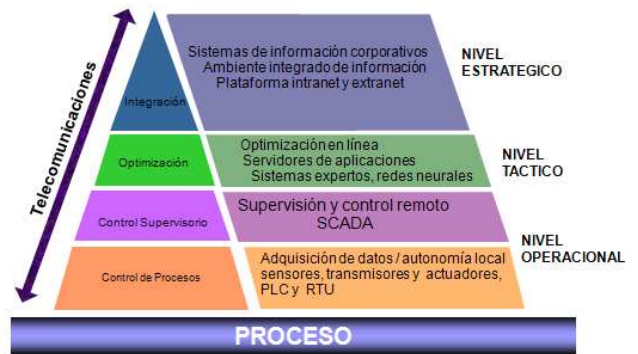 Telecomunicaciones
Integración
Sistemas de información corporativos
Ambiente integrado de información
Plataforma intranet y extranet
NIVEL
ESTRATEGICO
Optimización
Optimización en línea
Servidores de aplicaciones
Sistemas expertos, redes neurales
NIVEL
TACTICO
Control Supervisorio
Supervisión y control remoto
SCADA
NIVEL
OPERACIONAL
Control de Procesos
Adquisición de datos / autonomía local
sensores, transmisores y actuadores,
PLC y RTU
PROCESO